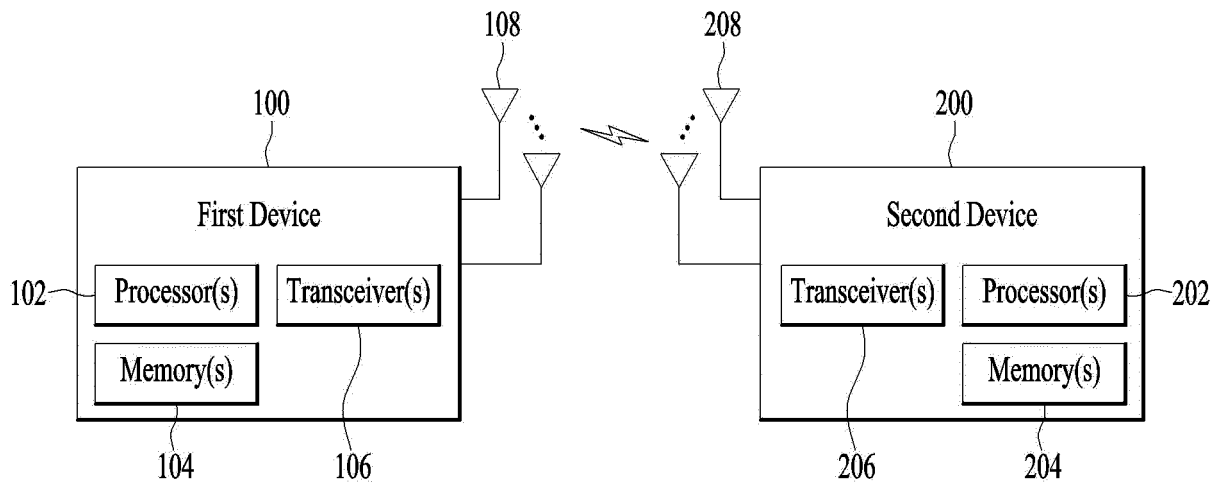 108
208
100
200
First Device
Second Device
102
Processor(s)
Transceiver(s)
Transceiver(s)
Processor(s)
202
Memory(s)
Memory(s)
104
106
206
204